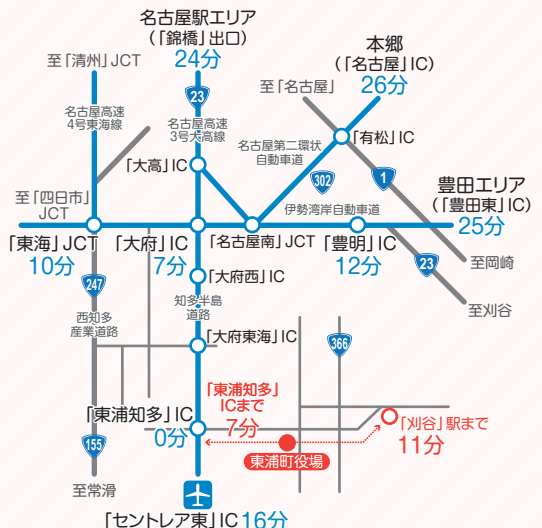 名古屋駅エリア
(「錦橋」出口)
24分
本郷
(「名古屋」IC)
26分
至「清州」JCT
至「名古屋」
23
名古屋高速
4号東海線
名古屋高速
3号大高線
名古屋第二環状
自動車道
「有松」IC
「大高」IC
302
1
豊田エリア
(「豊田東」IC)
25分
至「四日市」
JCT
伊勢湾岸自動車道
「東海」JCT
10分
「大府」IC
7分
「名古屋南」JCT
「豊明」IC
12分
23
至岡崎
247
「大府西」IC
至刈谷
西知多
産業道路
知多半島
道路
「大府東海」IC
366
「東浦知多」
ICまで
7分
「東浦知多」IC
0分
「刈谷」駅まで
11分
155
東浦町役場
至常滑
「セントレア東」IC 16分